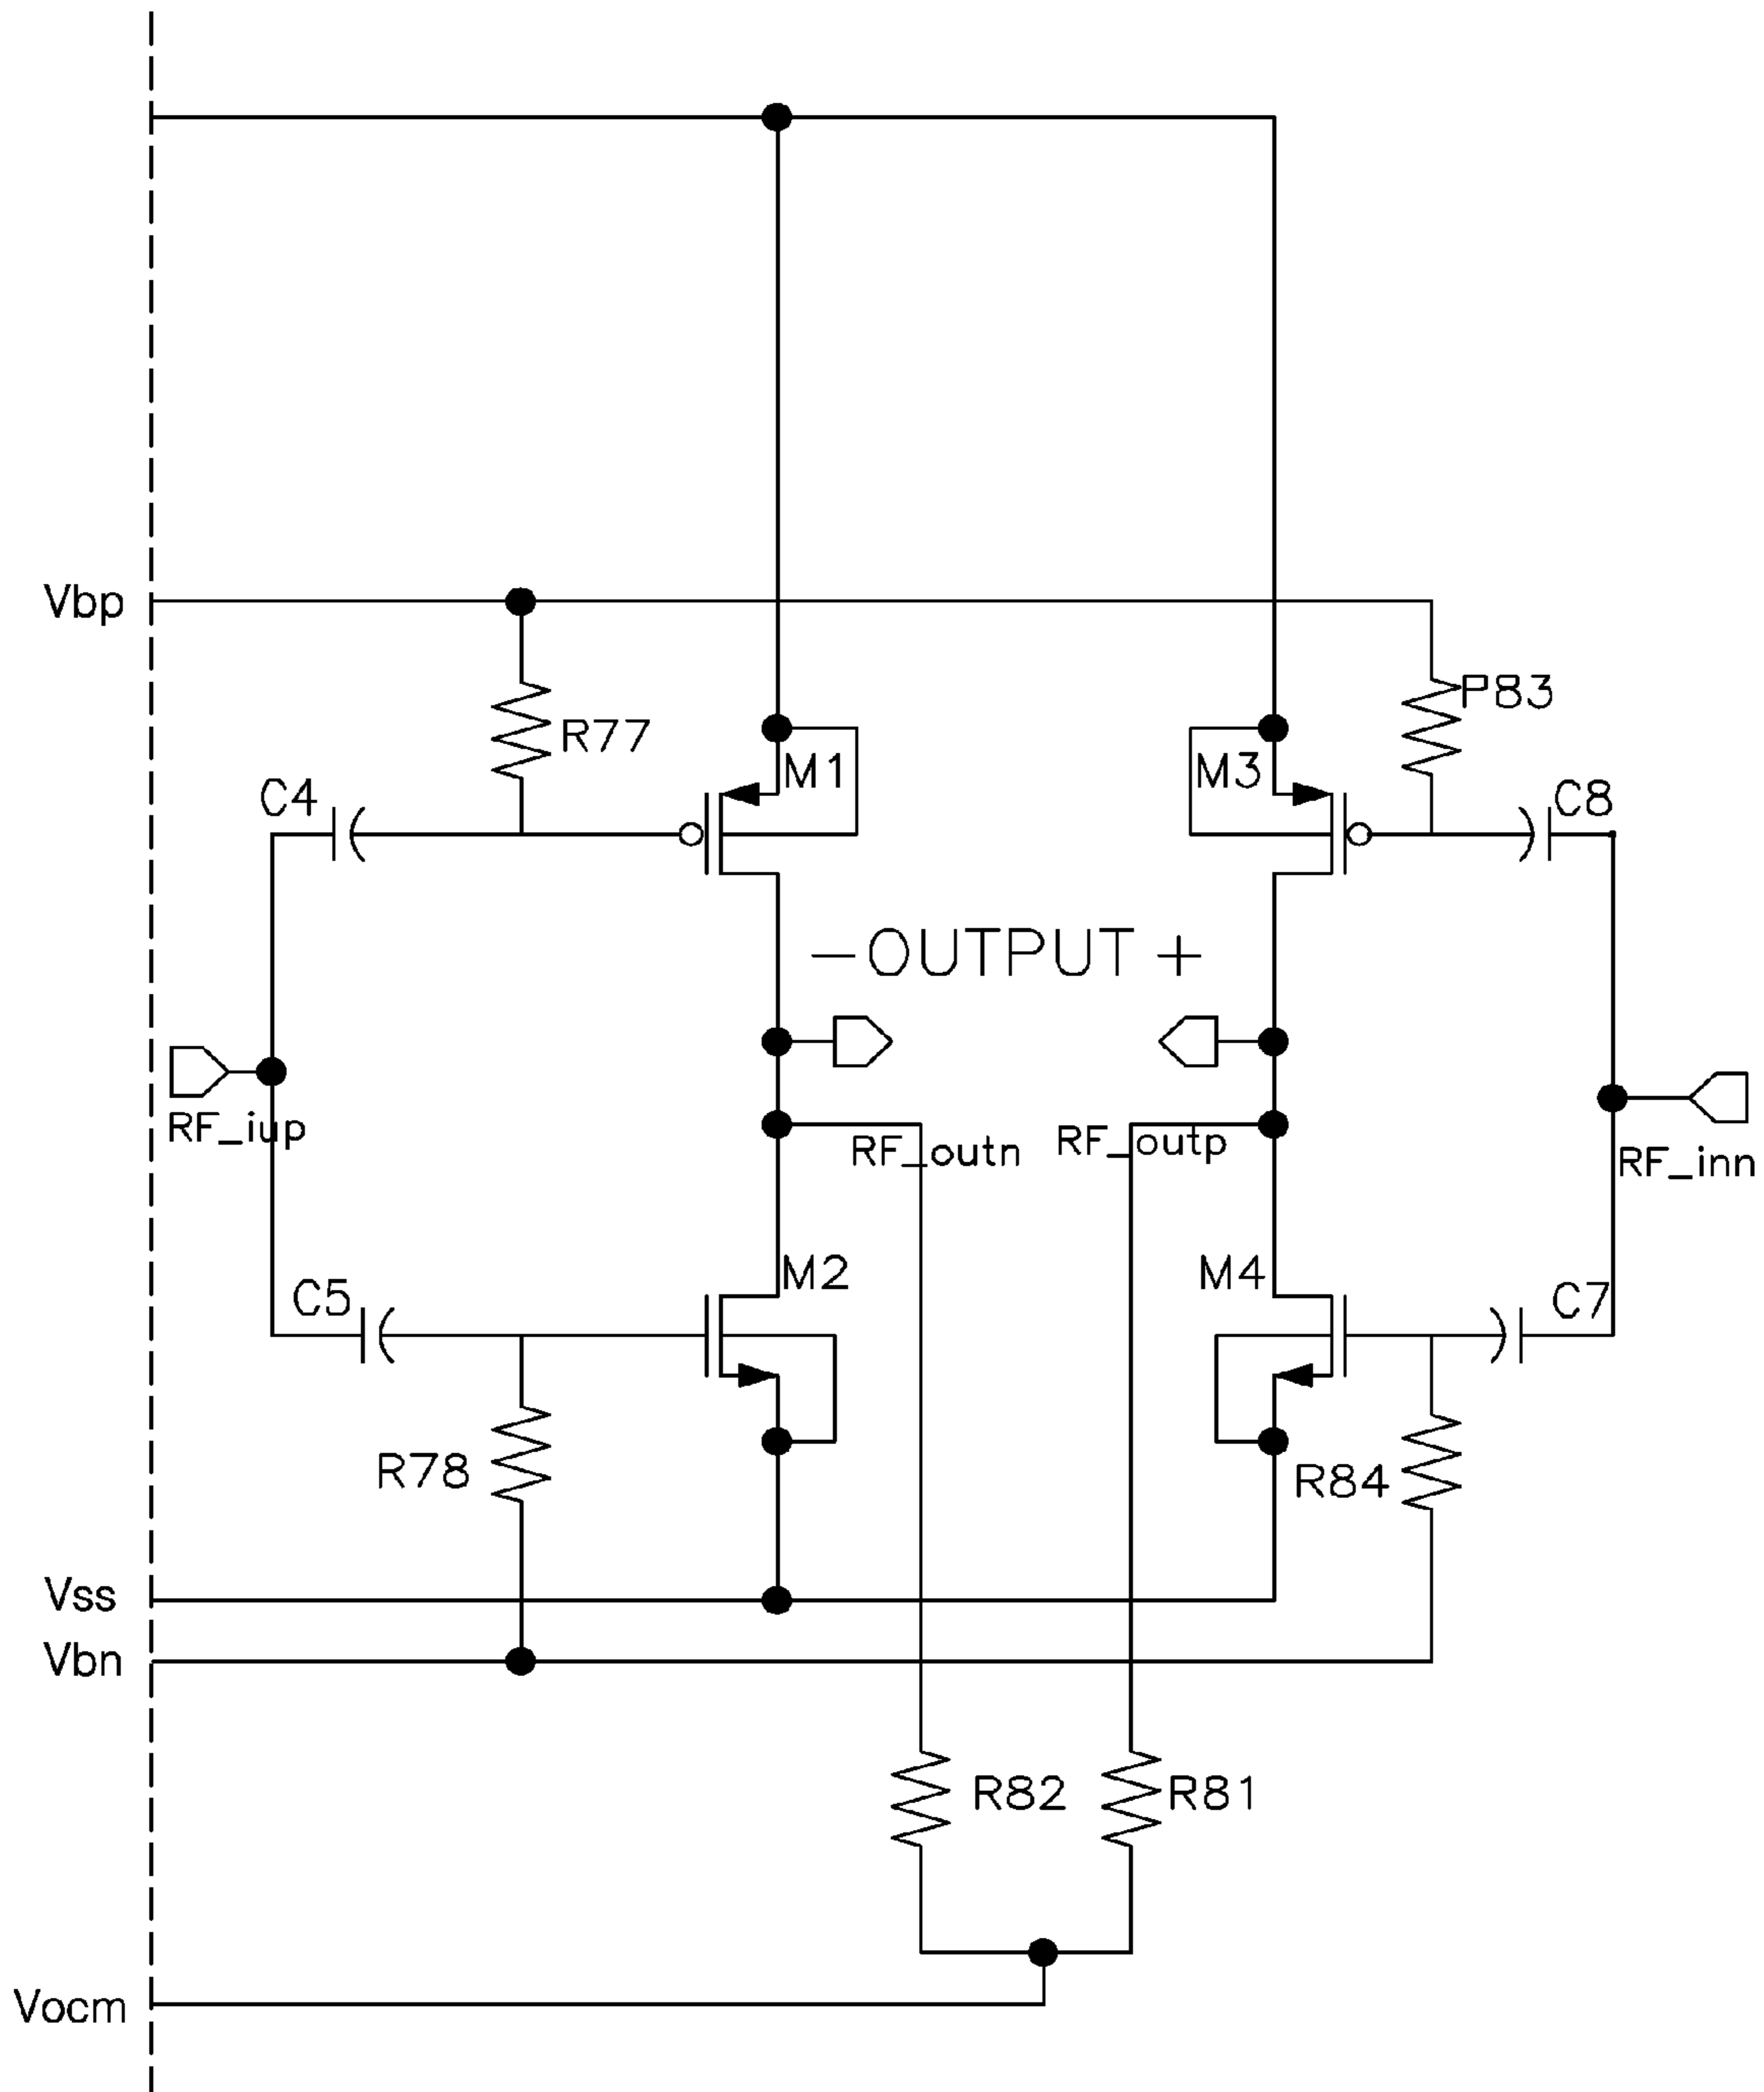 Vbp
P83
R77
M1
M3
C4
C8
-OUTPUT+
RF_iup
RF_outn
RF_outp
RF_inn
M2
M4
C5
C7
R78
R84
Vss
Vbn
R82
R81
Vocm